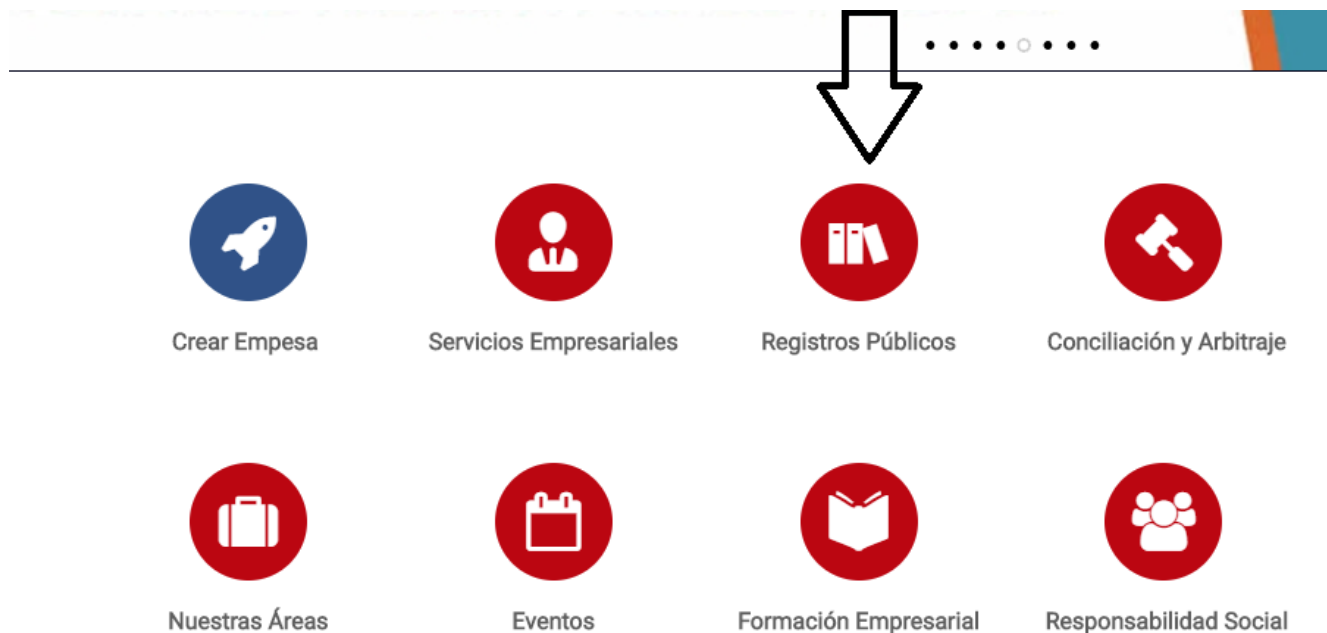 Crear Empesa
Servicios Empresariales
Registros Públicos
Conciliación y Arbitraje
Nuestras Áreas
Eventos
Formación Empresarial
Responsabilidad Social